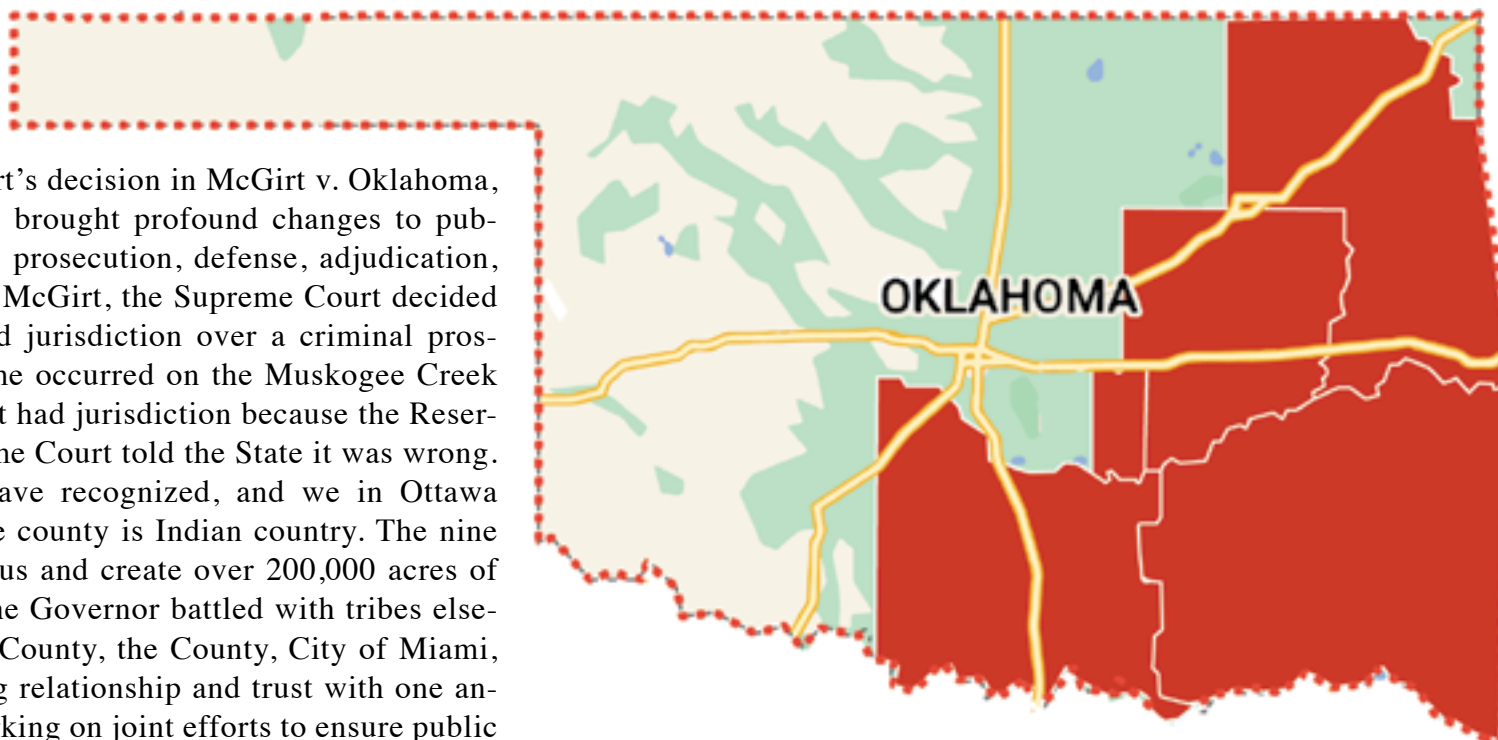 OKLAHOMA
rt’s decision in McGirt v. Oklahoma,
brought profound changes to pub-
prosecution, defense, adjudication,
McGirt, the Supreme Court decided
d jurisdiction over a criminal pros-
ne occurred on the Muskogee Creek
t had jurisdiction because the Reser-
ne Court told the State it was wrong.
ave recognized, and we in Ottawa
e county is Indian country. The nine
us and create over 200,000 acres of
ne Governor battled with tribes else-
County, the County, City of Miami,
g relationship and trust with one an-
rking on joint efforts to ensure public